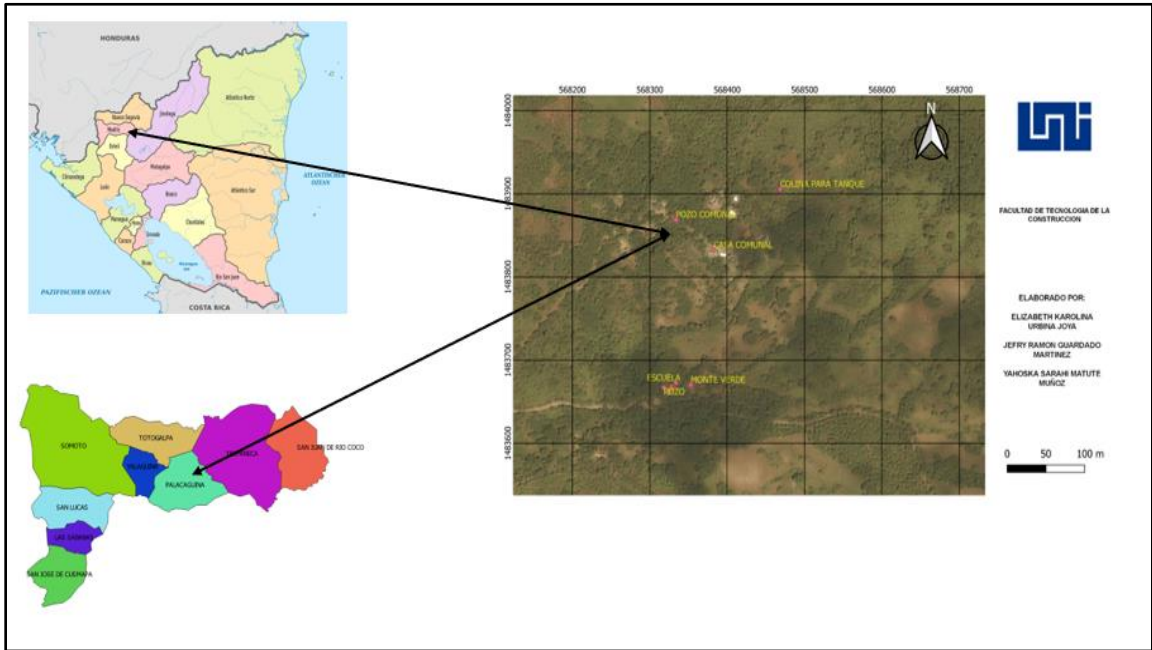 HONDURAS
Nueva Segovia
Jinotega
Atlántico Norte
Madriz
Estelí
Chinandega
León
Matagalpa
Boaco
Atlántico Sur
ATLANTISCHER
OZEAN
Managua
Chontales
Granada
Carazo
Rivas
Río San Juan
PAZIFISCHER OZEAN
COSTA RICA
568200
568300
568400
568500
568600
568700
1484000
1483900
1483800
1483700
1483600
N
COLINA PARA TANQUE
POZO COMUNAL
CASA COMUNAL
ESCUELA
MONTE VERDE
POZO
uni
FACULTAD DE TECNOLOGIA DE LA
CONSTRUCCION
ELABORADO POR:
ELIZABETH KAROLINA
URBINA JOYA
JEFRY RAMON GUARDADO
MARTINEZ
YAHOSKA SARAHI MATUTE
MUÑOZ
0 50 100 m
SOMOTO
TOTOGALPA
SAN JUAN DE RIO COCO
YALAGUINA
PALACAGUINA
SAN LUCAS
LAS SABANAS
SAN JOSE DE CUSMAPA